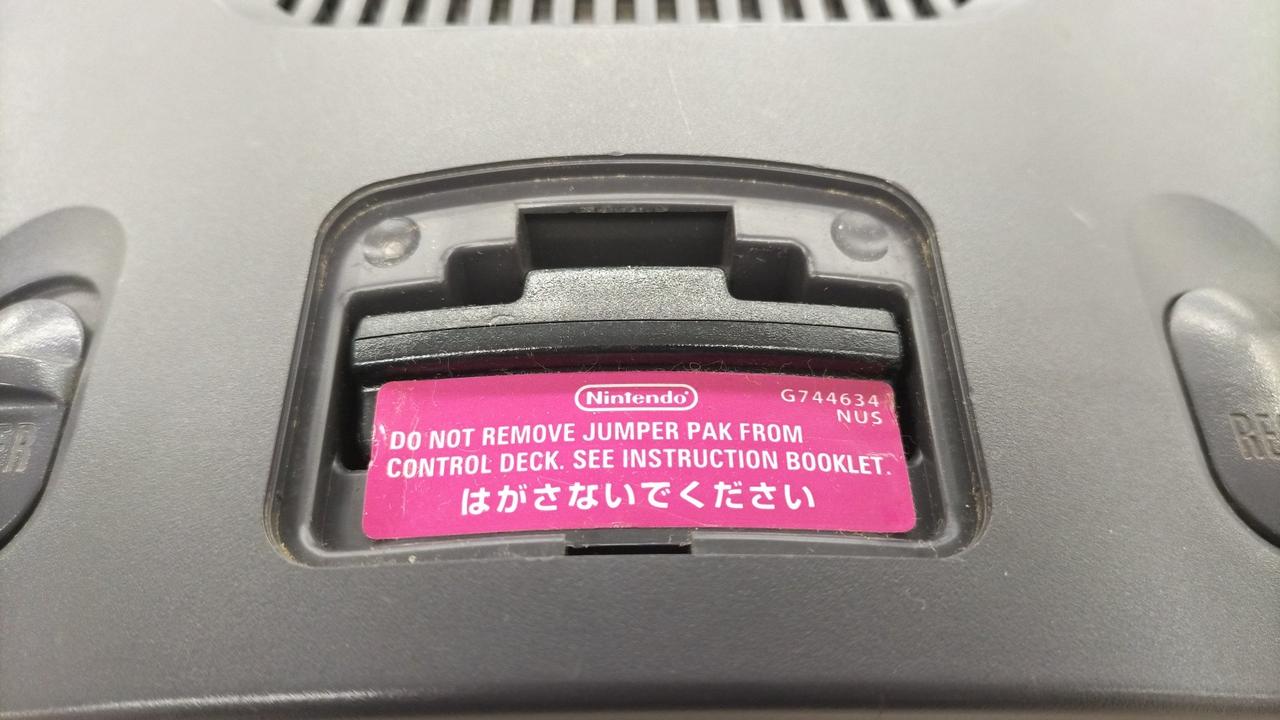 Nintendo
G744634
NUS
DO NOT REMOVE JUMPER PAK FROM
CONTROL DECK. SEE INSTRUCTION BOOKLET.
はがさないでください